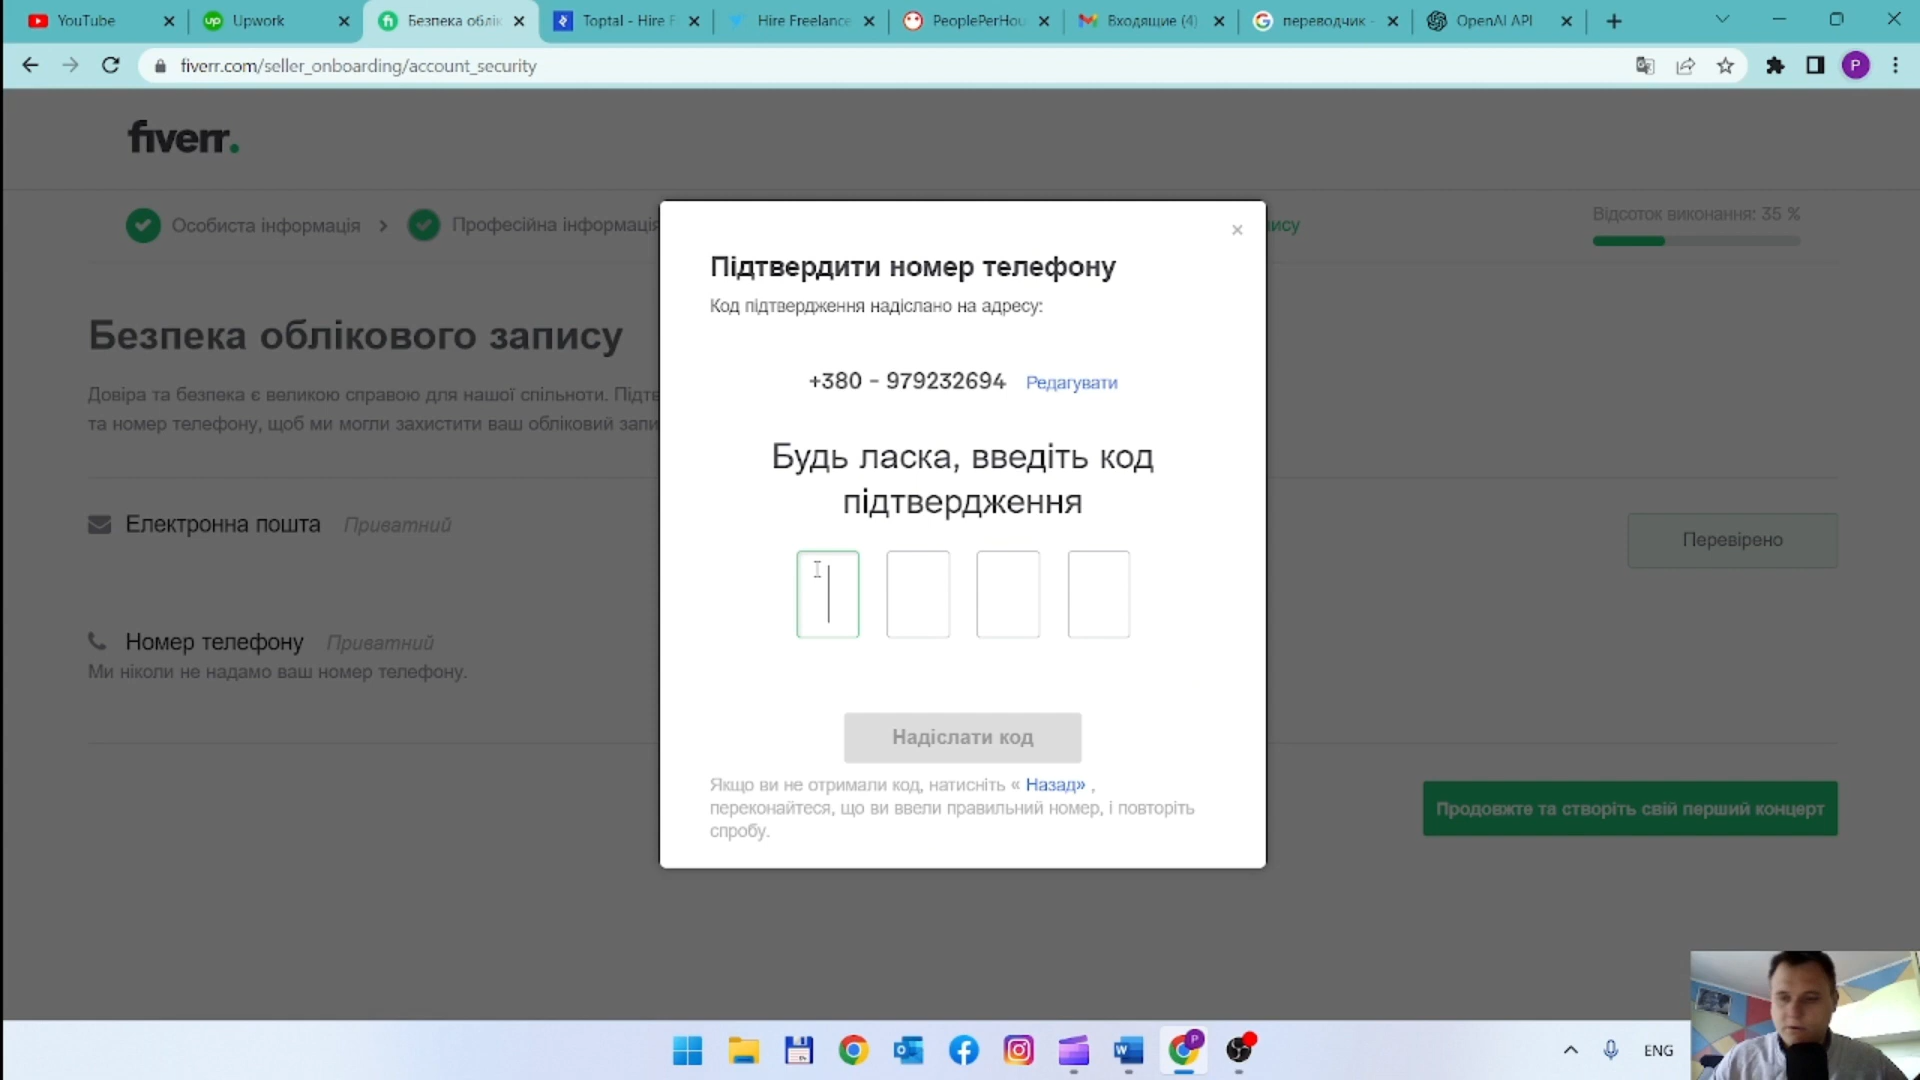 YouTube
Upwork
Безпека облік
Toptal - Hire F
Hire Freelance
PeoplePerHou
Входящие (4)
переводчик -
OpenAI API
fiverr.com/seller_onboarding/account_security
P
fiverr.
Особиста інформація
Професійна інформація
ису
Відсоток виконання: 35 %
Безпека облікового запису
Довіра та безпека є великою справою для нашої спільноти. Підтве
та номер телефону, щоб ми могли захистити ваш обліковий запи
Електронна пошта Приватний
Перевірено
Номер телефону Приватний
Ми ніколи не надамо ваш номер телефону.
Продовжте та створіть свій перший концерт
Підтвердити номер телефону
Код підтвердження надіслано на адресу:
+380 - 979232694 Редагувати
Будь ласка, введіть код
підтвердження
Надіслати код
Якщо ви не отримали код, натисніть « Назад» ,
переконайтеся, що ви ввели правильний номер, і повторіть
спробу.
ENG